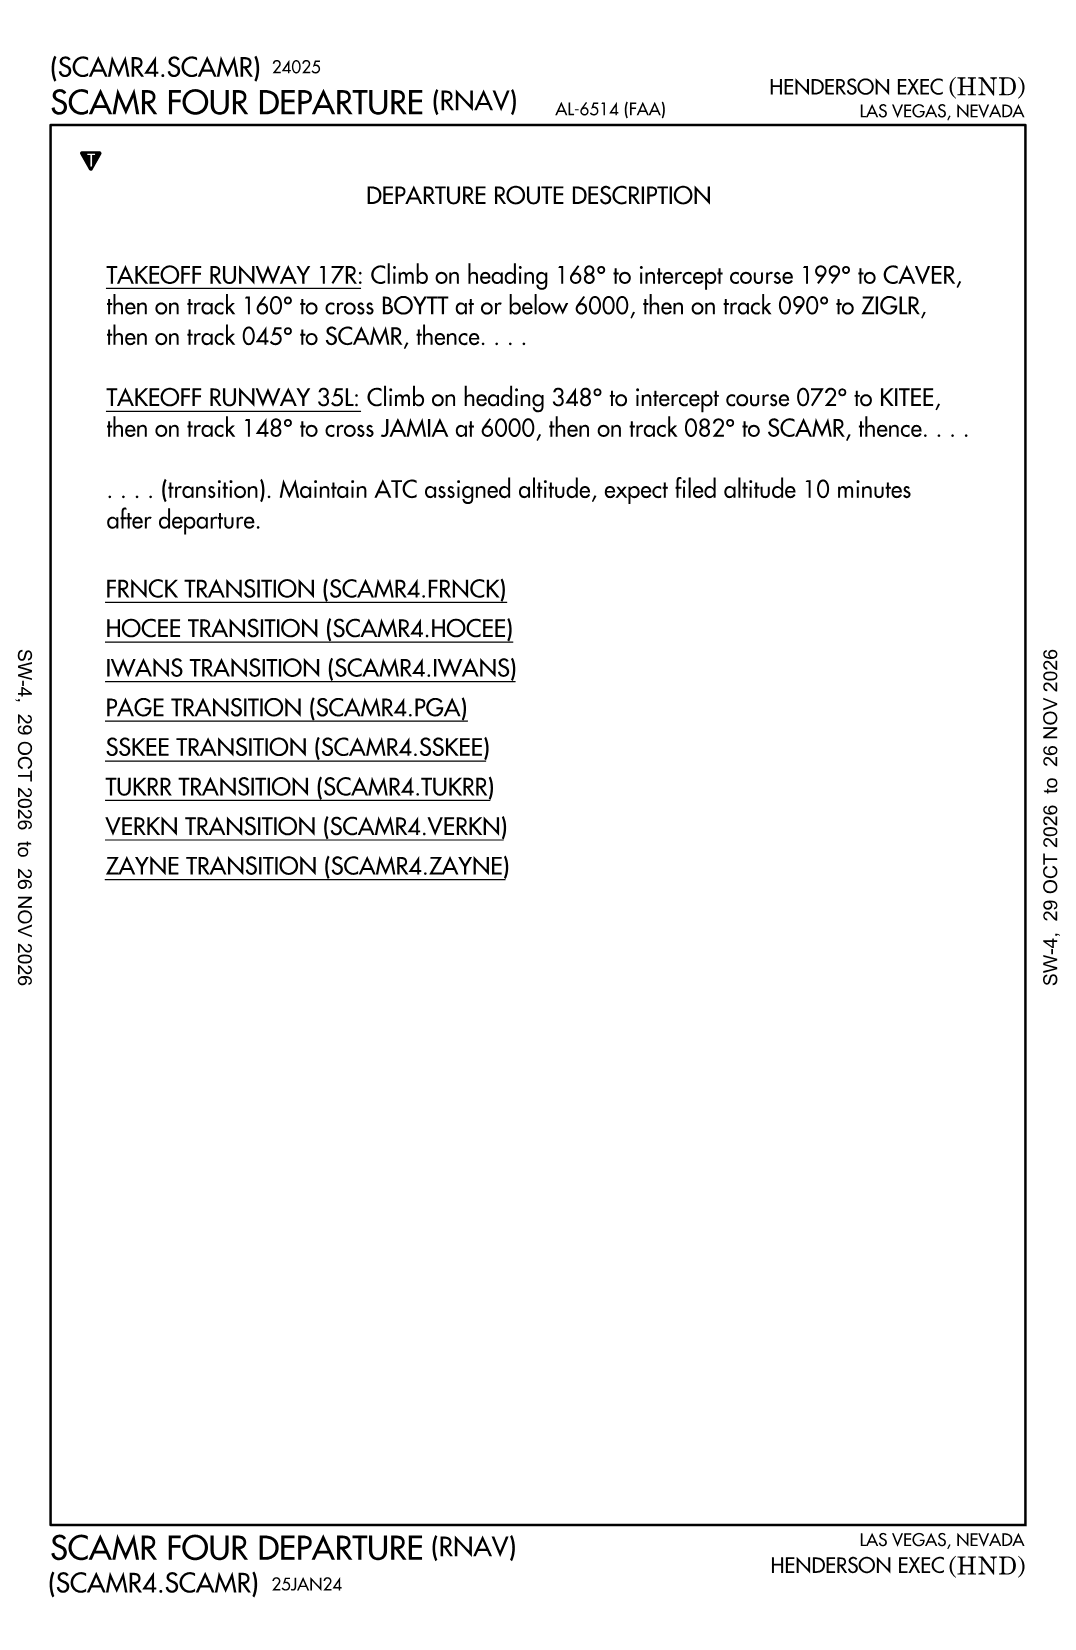 (SCAMR4.SCAMR) 24025
SCAMR FOUR DEPARTURE (RNAV)
AL-6514 (FAA)
HENDERSON EXEC (HND)
LAS VEGAS, NEVADA
T
DEPARTURE ROUTE DESCRIPTION
TAKEOFF RUNWAY 17R: Climb on heading 168° to intercept course 199° to CAVER,
then on track 160° to cross BOYTT at or below 6000, then on track 090° to ZIGLR,
then on track 045° to SCAMR, thence. . . .
TAKEOFF RUNWAY 35L: Climb on heading 348° to intercept course 072° to KITEE,
then on track 148° to cross JAMIA at 6000, then on track 082° to SCAMR, thence. . . .
. . . . (transition). Maintain ATC assigned altitude, expect filed altitude 10 minutes
after departure.
FRNCK TRANSITION (SCAMR4.FRNCK)
HOCEE TRANSITION (SCAMR4.HOCEE)
IWANS TRANSITION (SCAMR4.IWANS)
PAGE TRANSITION (SCAMR4.PGA)
SSKEE TRANSITION (SCAMR4.SSKEE)
TUKRR TRANSITION (SCAMR4.TUKRR)
VERKN TRANSITION (SCAMR4.VERKN)
ZAYNE TRANSITION (SCAMR4.ZAYNE)
SW-4, 29 OCT 2026 to 26 NOV 2026
SW-4, 29 OCT 2026 to 26 NOV 2026
SCAMR FOUR DEPARTURE (RNAV)
(SCAMR4.SCAMR) 25JAN24
LAS VEGAS, NEVADA
HENDERSON EXEC (HND)